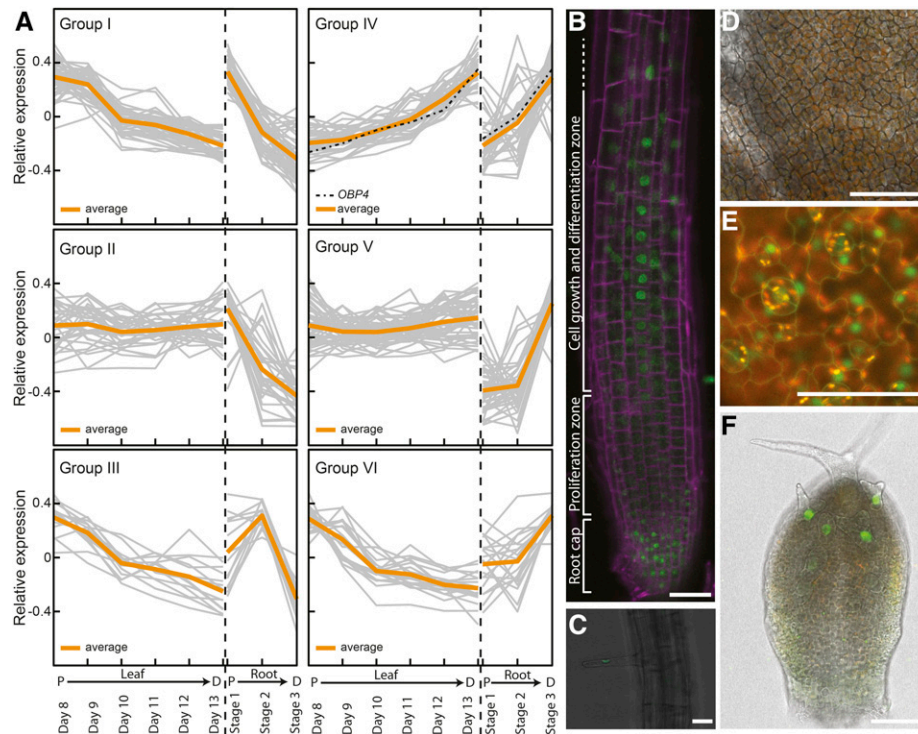 A
Group I
Group IV
Relative expression
0.4
0
-0.4
average
OBP4
average
Group II
Group V
Relative expression
0.4
0
-0.4
average
average
Group III
Group VI
Relative expression
0.4
0
-0.4
average
average
P Leaf D P Root D
P Leaf D P Root D
Day 8
Day 9
Day 10
Day 11
Day 12
Day 13
Stage 1
Stage 2
Stage 3
Day 8
Day 9
Day 10
Day 11
Day 12
Day 13
Stage 1
Stage 2
Stage 3
B
Cell growth and differentiation zone
Proliferation zone
Root cap
C
D
E
F